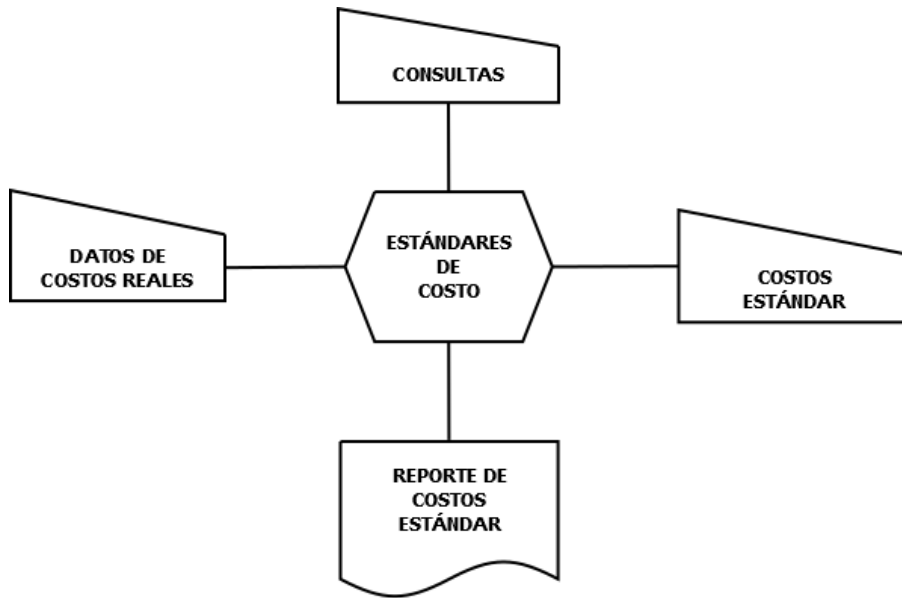 CONSULTAS
DATOS DE
COSTOS REALES
ESTÁNDARES
DE
COSTO
COSTOS
ESTÁNDAR
REPORTE DE
COSTOS
ESTÁNDAR